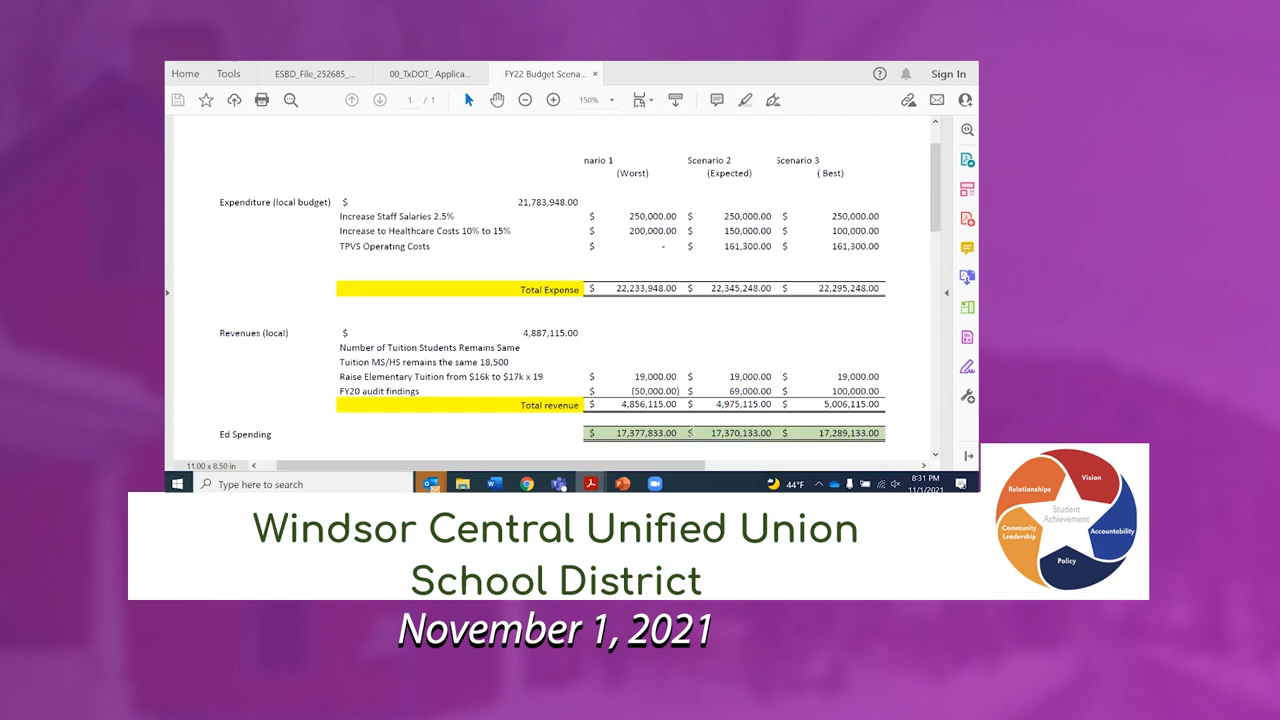 Home Tools ESBD_File_252685_... 00_TxDOT_ Applica... FY22 Budget Scena... × Sign In
1 / 1 150%
nario 1 Scenario 2 Scenario 3
(Worst) (Expected) ( Best)
Expenditure (local budget) $ 21,783,948.00
Increase Staff Salaries 2.5% $ 250,000.00 $ 250,000.00 $ 250,000.00
Increase to Healthcare Costs 10% to 15% $ 200,000.00 $ 150,000.00 $ 100,000.00
TPVS Operating Costs $ - $ 161,300.00 $ 161,300.00
Total Expense $ 22,233,948.00 $ 22,345,248.00 $ 22,295,248.00
Revenues (local) $ 4,887,115.00
Number of Tuition Students Remains Same
Tuition MS/HS remains the same 18,500
Raise Elementary Tuition from $16k to $17k x 19 $ 19,000.00 $ 19,000.00 $ 19,000.00
FY20 audit findings $ (50,000.00) $ 69,000.00 $ 100,000.00
Total revenue $ 4,856,115.00 $ 4,975,115.00 $ 5,006,115.00
Ed Spending $ 17,377,833.00 $ 17,370,133.00 $ 17,289,133.00
11.00 x 8.50 in
Type here to search 44°F 8:31 PM
11/1/2021
Relationships
Vision
Student
Achievement
Community
Leadership
Accountability
Policy
Windsor Central Unified Union
School District
November 1, 2021